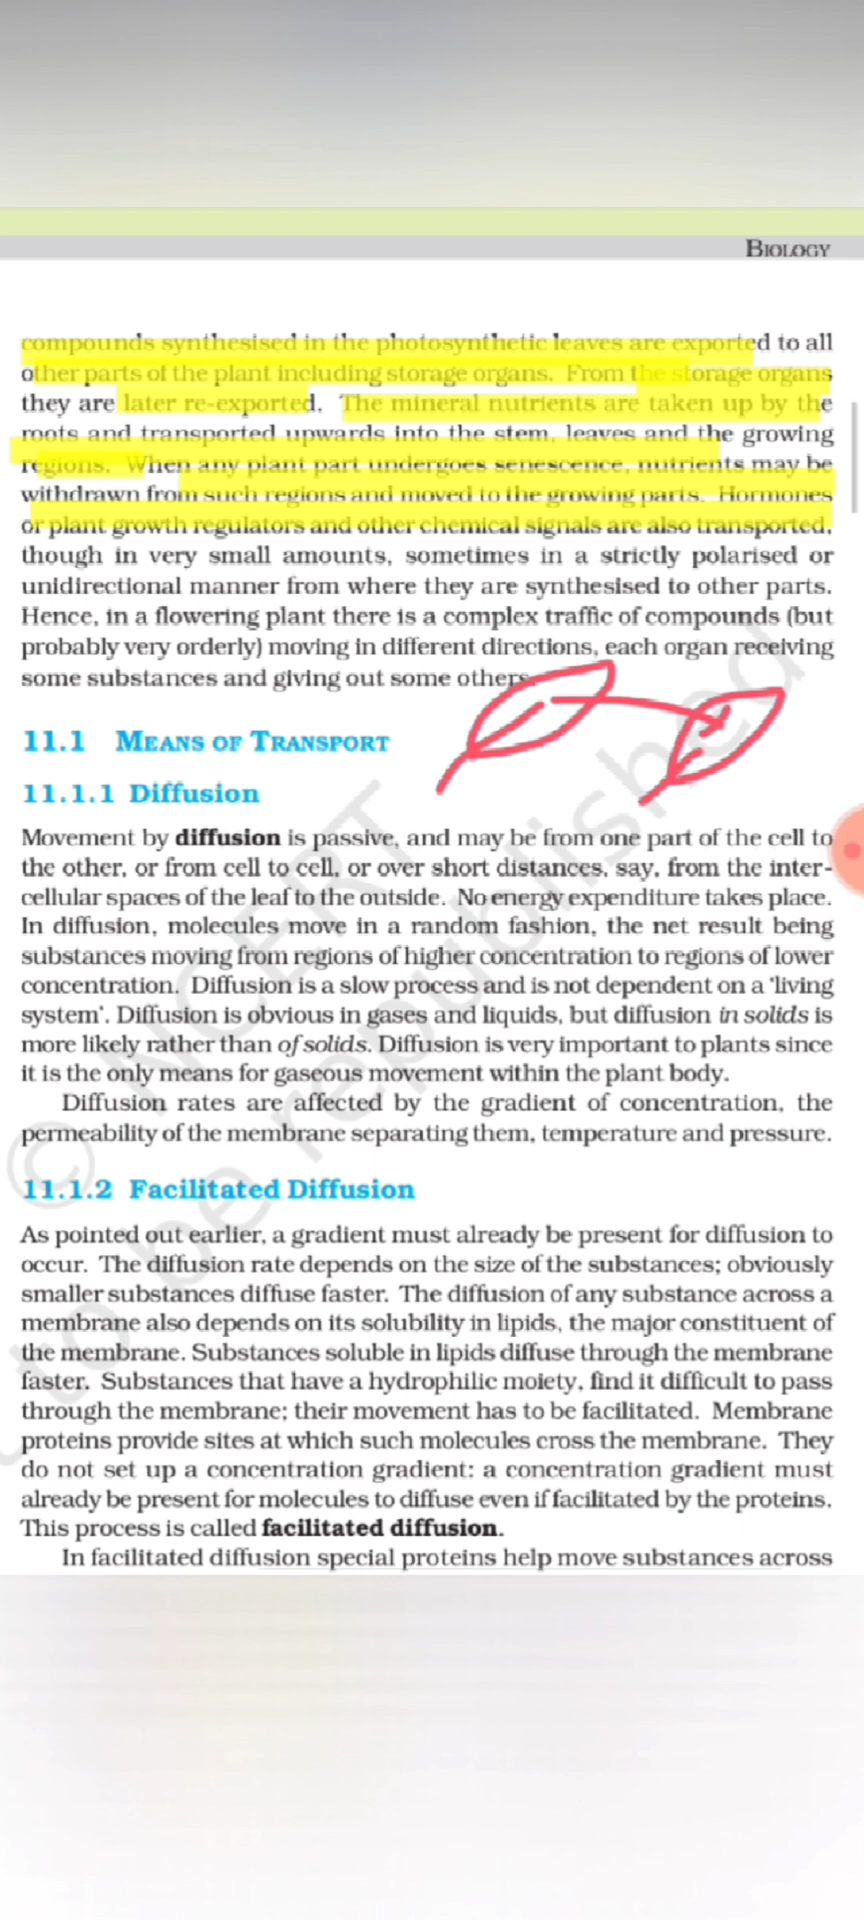 BIOLOGY
compounds synthesised in the photosynthetic leaves are exported to all
other parts of the plant including storage organs. From the storage organs
they are later re-exported. The mineral nutrients are taken up by the
roots and transported upwards into the stem, leaves and the growing
regions. When any plant part undergoes senescence, nutrients may be
withdrawn from such regions and moved to the growing parts. Hormones
or plant growth regulators and other chemical signals are also transported,
though in very small amounts, sometimes in a strictly polarised or
unidirectional manner from where they are synthesised to other parts.
Hence, in a flowering plant there is a complex traffic of compounds (but
probably very orderly) moving in different directions, each organ receiving
some substances and giving out some others.
11.1 MEANS OF TRANSPORT
11.1.1 Diffusion
Movement by diffusion is passive, and may be from one part of the cell to
the other, or from cell to cell, or over short distances, say, from the inter-
cellular spaces of the leaf to the outside. No energy expenditure takes place.
In diffusion, molecules move in a random fashion, the net result being
substances moving from regions of higher concentration to regions of lower
concentration. Diffusion is a slow process and is not dependent on a 'living
system'. Diffusion is obvious in gases and liquids, but diffusion in solids is
more likely rather than of solids. Diffusion is very important to plants since
it is the only means for gaseous movement within the plant body.
Diffusion rates are affected by the gradient of concentration, the
permeability of the membrane separating them, temperature and pressure.
11.1.2 Facilitated Diffusion
As pointed out earlier, a gradient must already be present for diffusion to
occur. The diffusion rate depends on the size of the substances; obviously
smaller substances diffuse faster. The diffusion of any substance across a
membrane also depends on its solubility in lipids, the major constituent of
the membrane. Substances soluble in lipids diffuse through the membrane
faster. Substances that have a hydrophilic moiety, find it difficult to pass
through the membrane; their movement has to be facilitated. Membrane
proteins provide sites at which such molecules cross the membrane. They
do not set up a concentration gradient: a concentration gradient must
already be present for molecules to diffuse even if facilitated by the proteins.
This process is called facilitated diffusion.
In facilitated diffusion special proteins help move substances across
© NCERT
to be republished